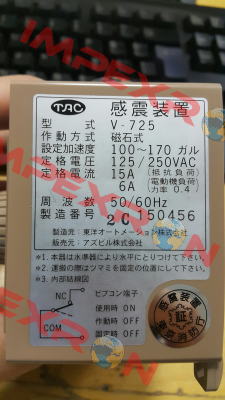 TAC 感震装置
型式 V-725
作動方式 磁石式
設定加速度 100~170 ガル
定格電圧 125/250VAC
定格電流 15A (抵抗負荷)
6A (電動機負荷 力率 0.4)
周波数 50/60Hz
製造番号 2C 150456
製造元:東洋オートメーション株式会社
販売元:アズビル株式会社
*1.本器は水準器により水平にとりつけて下さい。
*2.運搬の際はツマミを固定の位置にして下さい。
*3.内部結線図
NC ピプコン端子
使用時 ON
作動時 OFF
COM 固定時 OFF
感震装置
証
IMPEXRON
IMPEXRON